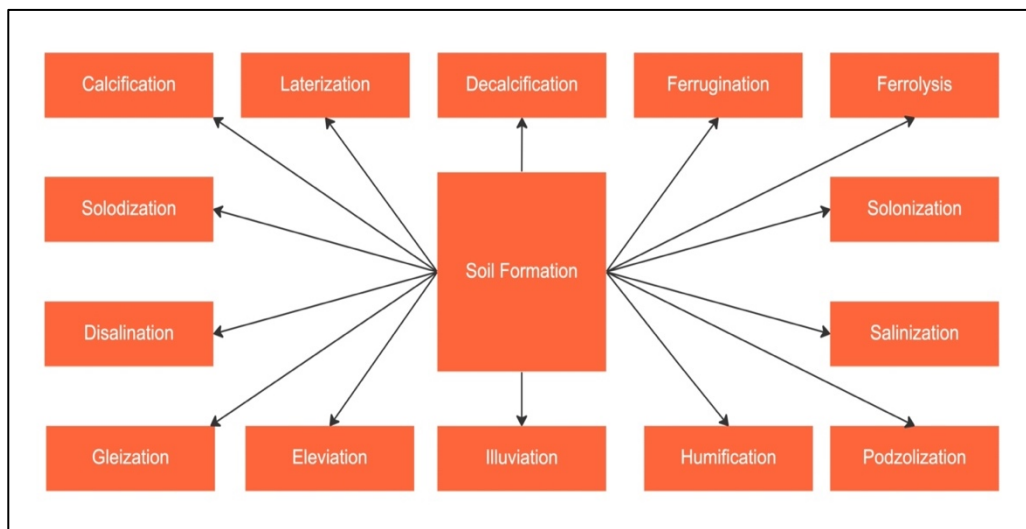 Calcification
Laterization
Decalcification
Ferrugination
Ferrolysis
Solodization
Soil Formation
Solonization
Disalination
Salinization
Gleization
Eleviation
Illuviation
Humification
Podzolization